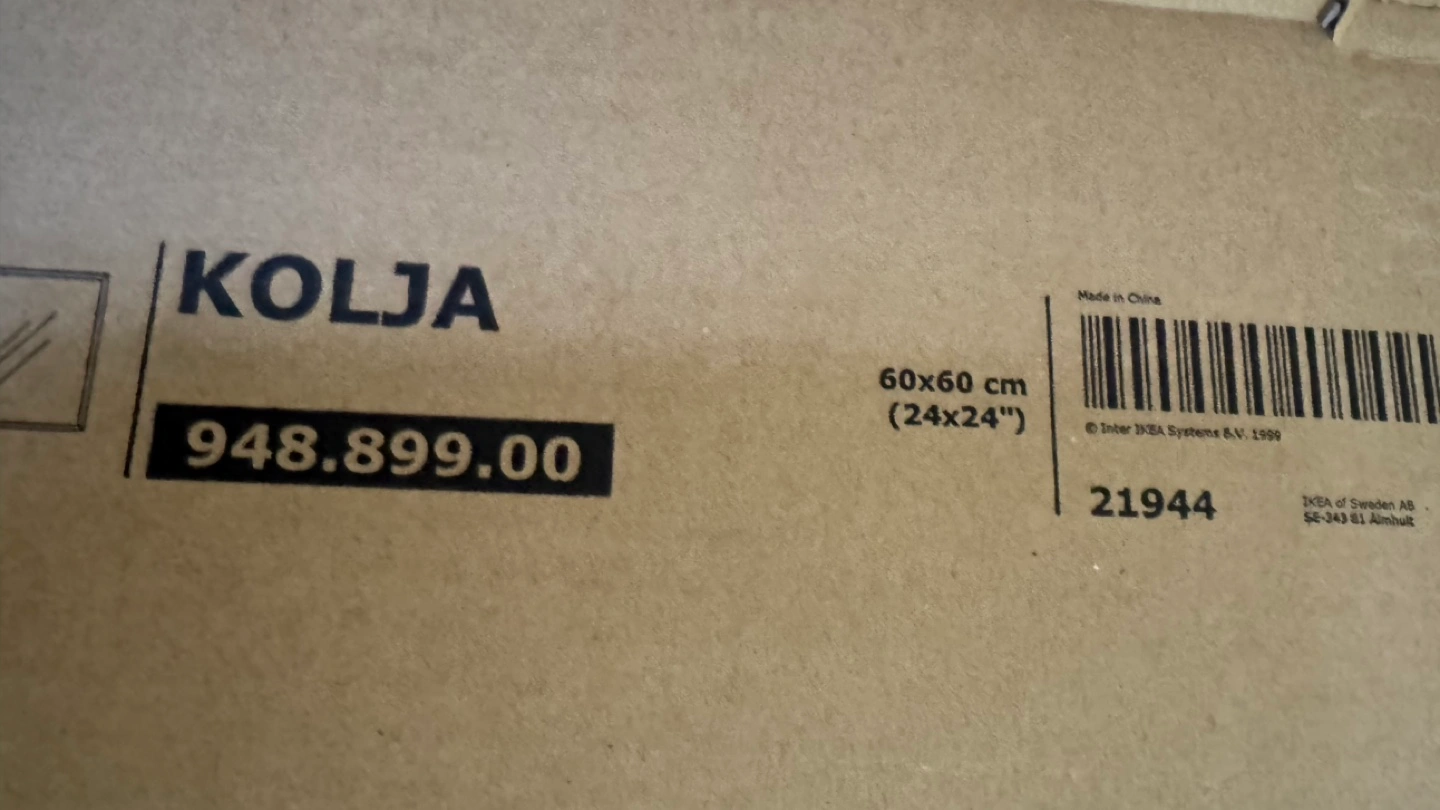 KOLJA
948.899.00
60x60 cm
(24x24")
Made in China
© Inter IKEA Systems B.V. 1999
21944
IKEA of Sweden AB
SE-343 81 Älmhult